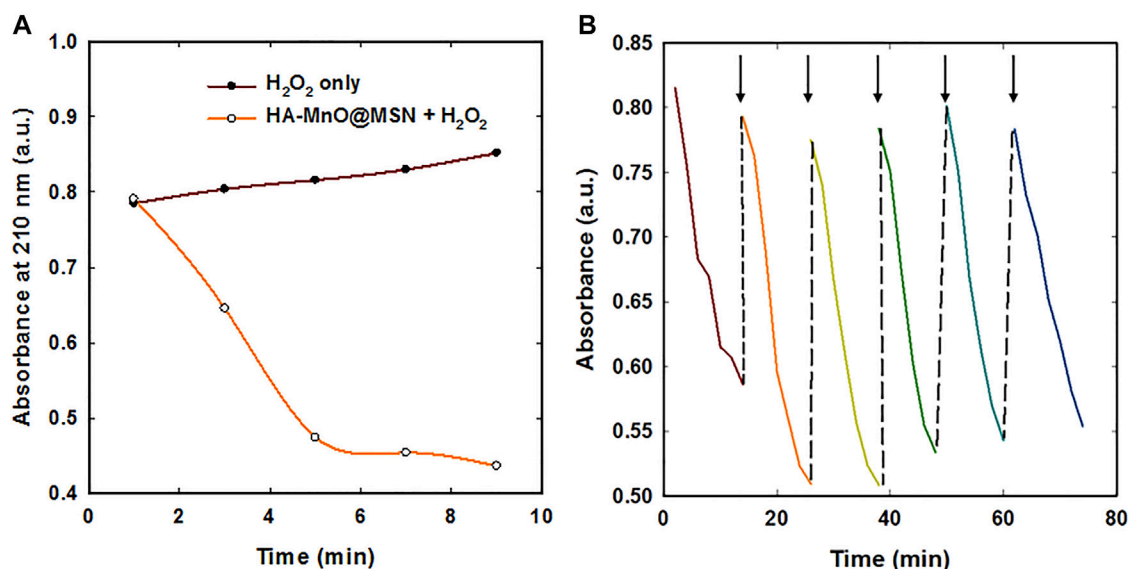 A
Absorbance at 210 nm (a.u.)
1.0
0.9
0.8
0.7
0.6
0.5
0.4
H₂O₂ only
HA-MnO@MSN + H₂O₂
0 2 4 6 8 10
Time (min)
B
Absorbance (a.u.)
0.85
0.80
0.75
0.70
0.65
0.60
0.55
0.50
0 20 40 60 80
Time (min)